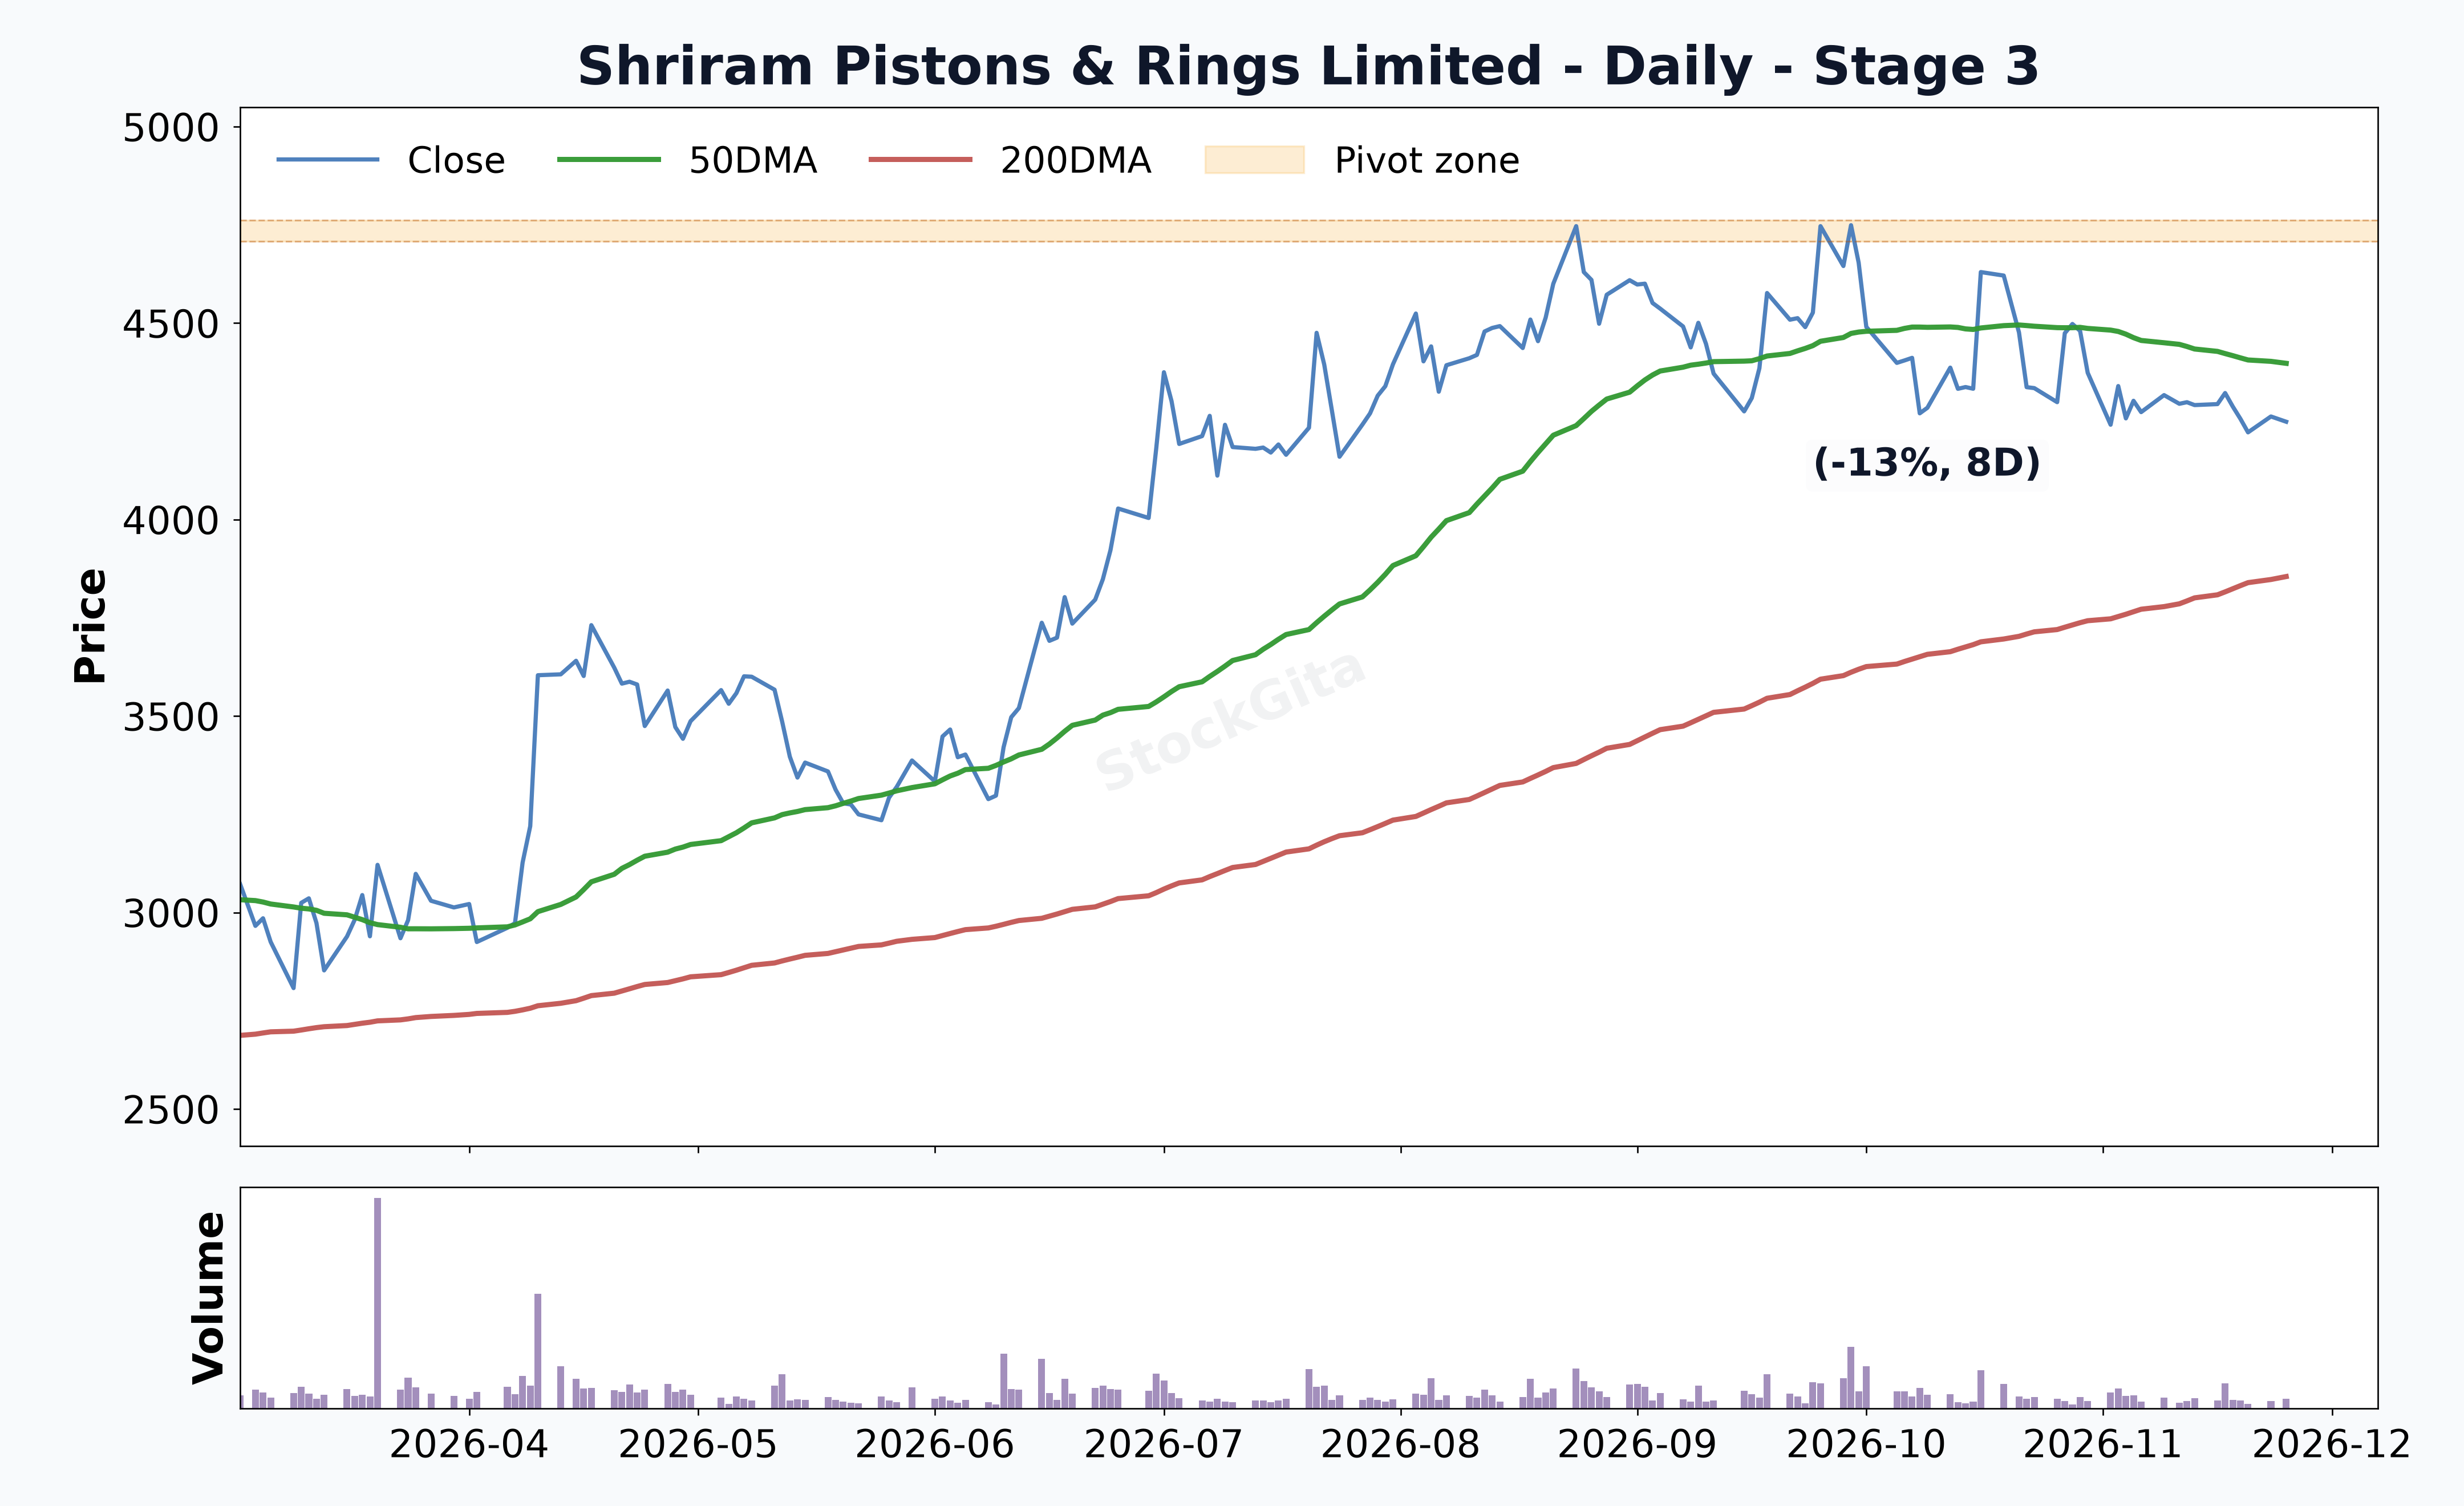 Shriram Pistons & Rings Limited - Daily - Stage 3
Close 50DMA 200DMA Pivot zone
5000
4500
4000
3500
3000
2500
Price
(-13%, 8D)
StockGita
Volume
2026-04 2026-05 2026-06 2026-07 2026-08 2026-09 2026-10 2026-11 2026-12